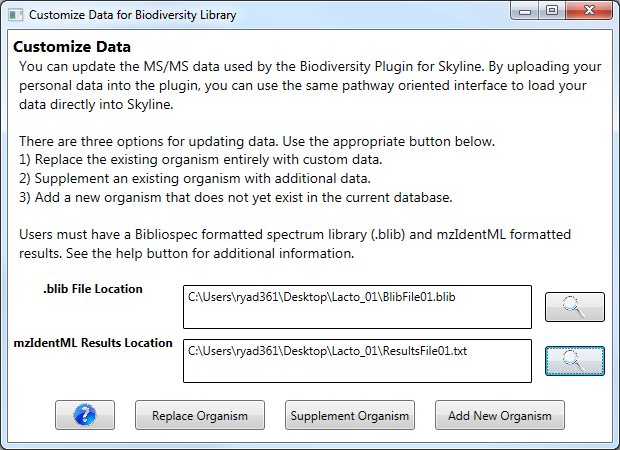 Customize Data for Biodiversity Library
Customize Data
You can update the MS/MS data used by the Biodiversity Plugin for Skyline. By uploading your
personal data into the plugin, you can use the same pathway oriented interface to load your
data directly into Skyline.
There are three options for updating data. Use the appropriate button below.
1) Replace the existing organism entirely with custom data.
2) Supplement an existing organism with additional data.
3) Add a new organism that does not yet exist in the current database.
Users must have a Bibliospec formatted spectrum library (.blib) and mzIdentML formatted
results. See the help button for additional information.
.blib File Location
C:\Users\ryad361\Desktop\Lacto_01\BlibFile01.blib
mzIdentML Results Location
C:\Users\ryad361\Desktop\Lacto_01\ResultsFile01.txt
? Replace Organism Supplement Organism Add New Organism